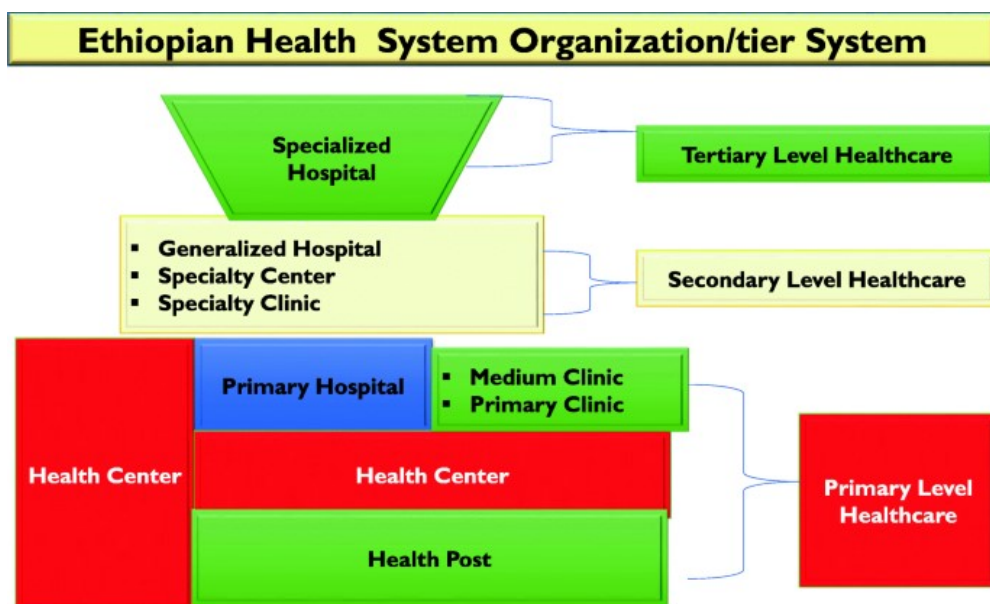 Ethiopian Health System Organization/tier System
Specialized
Hospital
Tertiary Level Healthcare
▪ Generalized Hospital
▪ Specialty Center
▪ Specialty Clinic
Secondary Level Healthcare
Primary Hospital
▪ Medium Clinic
▪ Primary Clinic
Health Center
Health Center
Primary Level
Healthcare
Health Post